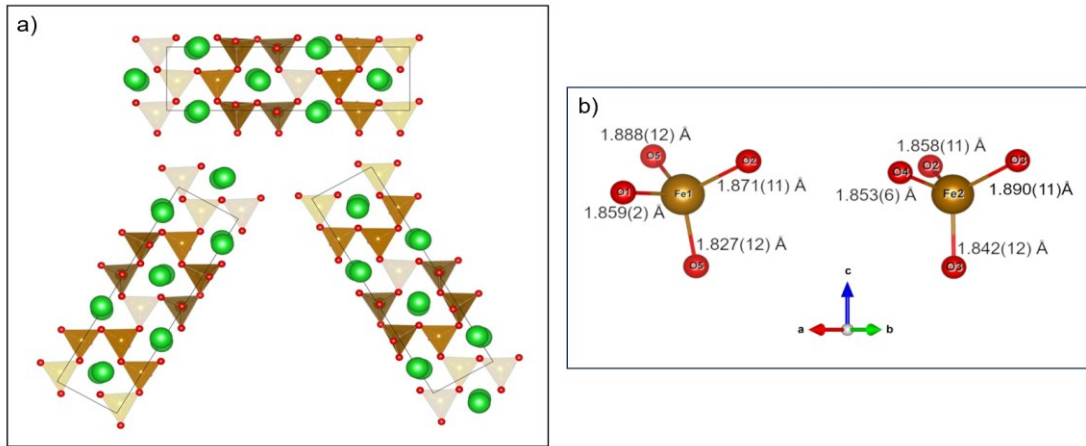 a)
b)
1.888(12) Å
O5
O2
Fe1
1.871(11) Å
O1
1.859(2) Å
1.827(12) Å
O5
1.858(11) Å
O2
O3
O4
Fe2
1.853(6) Å
1.890(11)Å
1.842(12) Å
O3
c
a
b